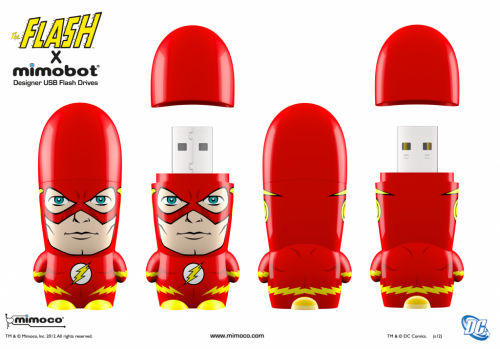 The
FLASH
X
mimobot®
Designer USB Flash Drives
mimoco™
TM & © Mimoco, Inc. 2012. All rights reserved.
www.mimoco.com
TM & © DC Comics
(s12)
DC